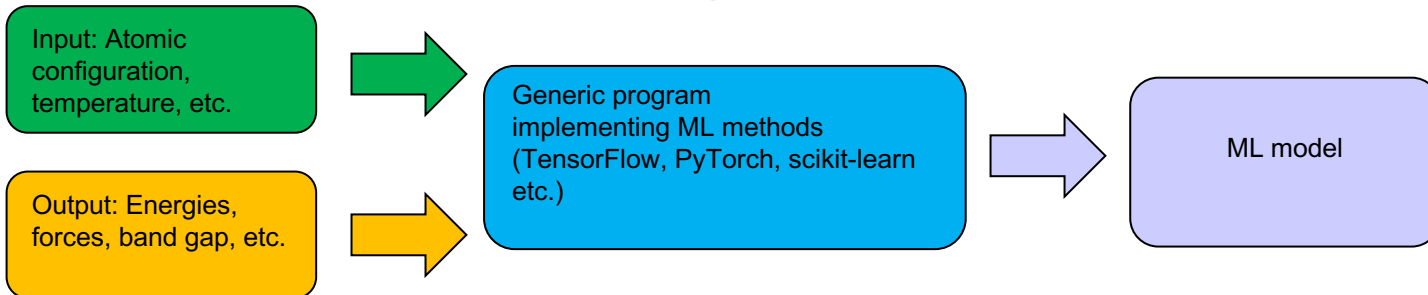 Input: Atomic
configuration,
temperature, etc.
Output: Energies,
forces, band gap, etc.
Generic program
implementing ML methods
(TensorFlow, PyTorch, scikit-learn
etc.)
ML model